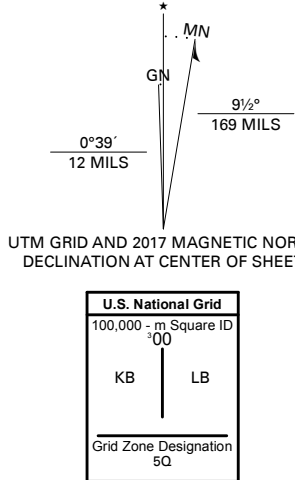 ★
MN
GN
0°39´
12 MILS
9½°
169 MILS
UTM GRID AND 2017 MAGNETIC NOR
DECLINATION AT CENTER OF SHEET
U.S. National Grid
100,000 - m Square ID
³00
KB
LB
Grid Zone Designation
5Q